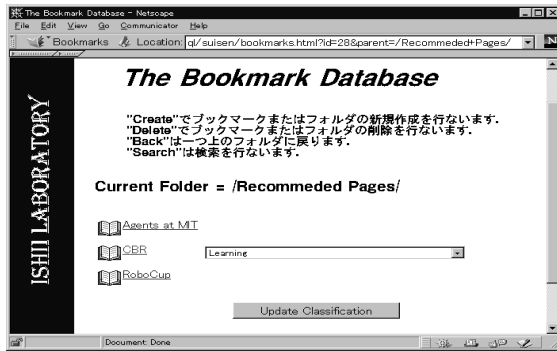 The Bookmark Database - Netscape
File Edit View Go Communicator Help
Bookmarks Location: ql/suisen/bookmarks.html?id=28&parent=/Recommeded+Pages/
N
ISHII LABORATORY
The Bookmark Database
"Create"でブックマークまたはフォルダの新規作成を行ないます.
"Delete"でブックマークまたはフォルダの削除を行ないます.
"Back"は一つ上のフォルダに戻ります.
"Search"は検索を行ないます.
Current Folder = /Recommeded Pages/
Agents at MIT
CBR Learning
RoboCup
Update Classification
Document: Done